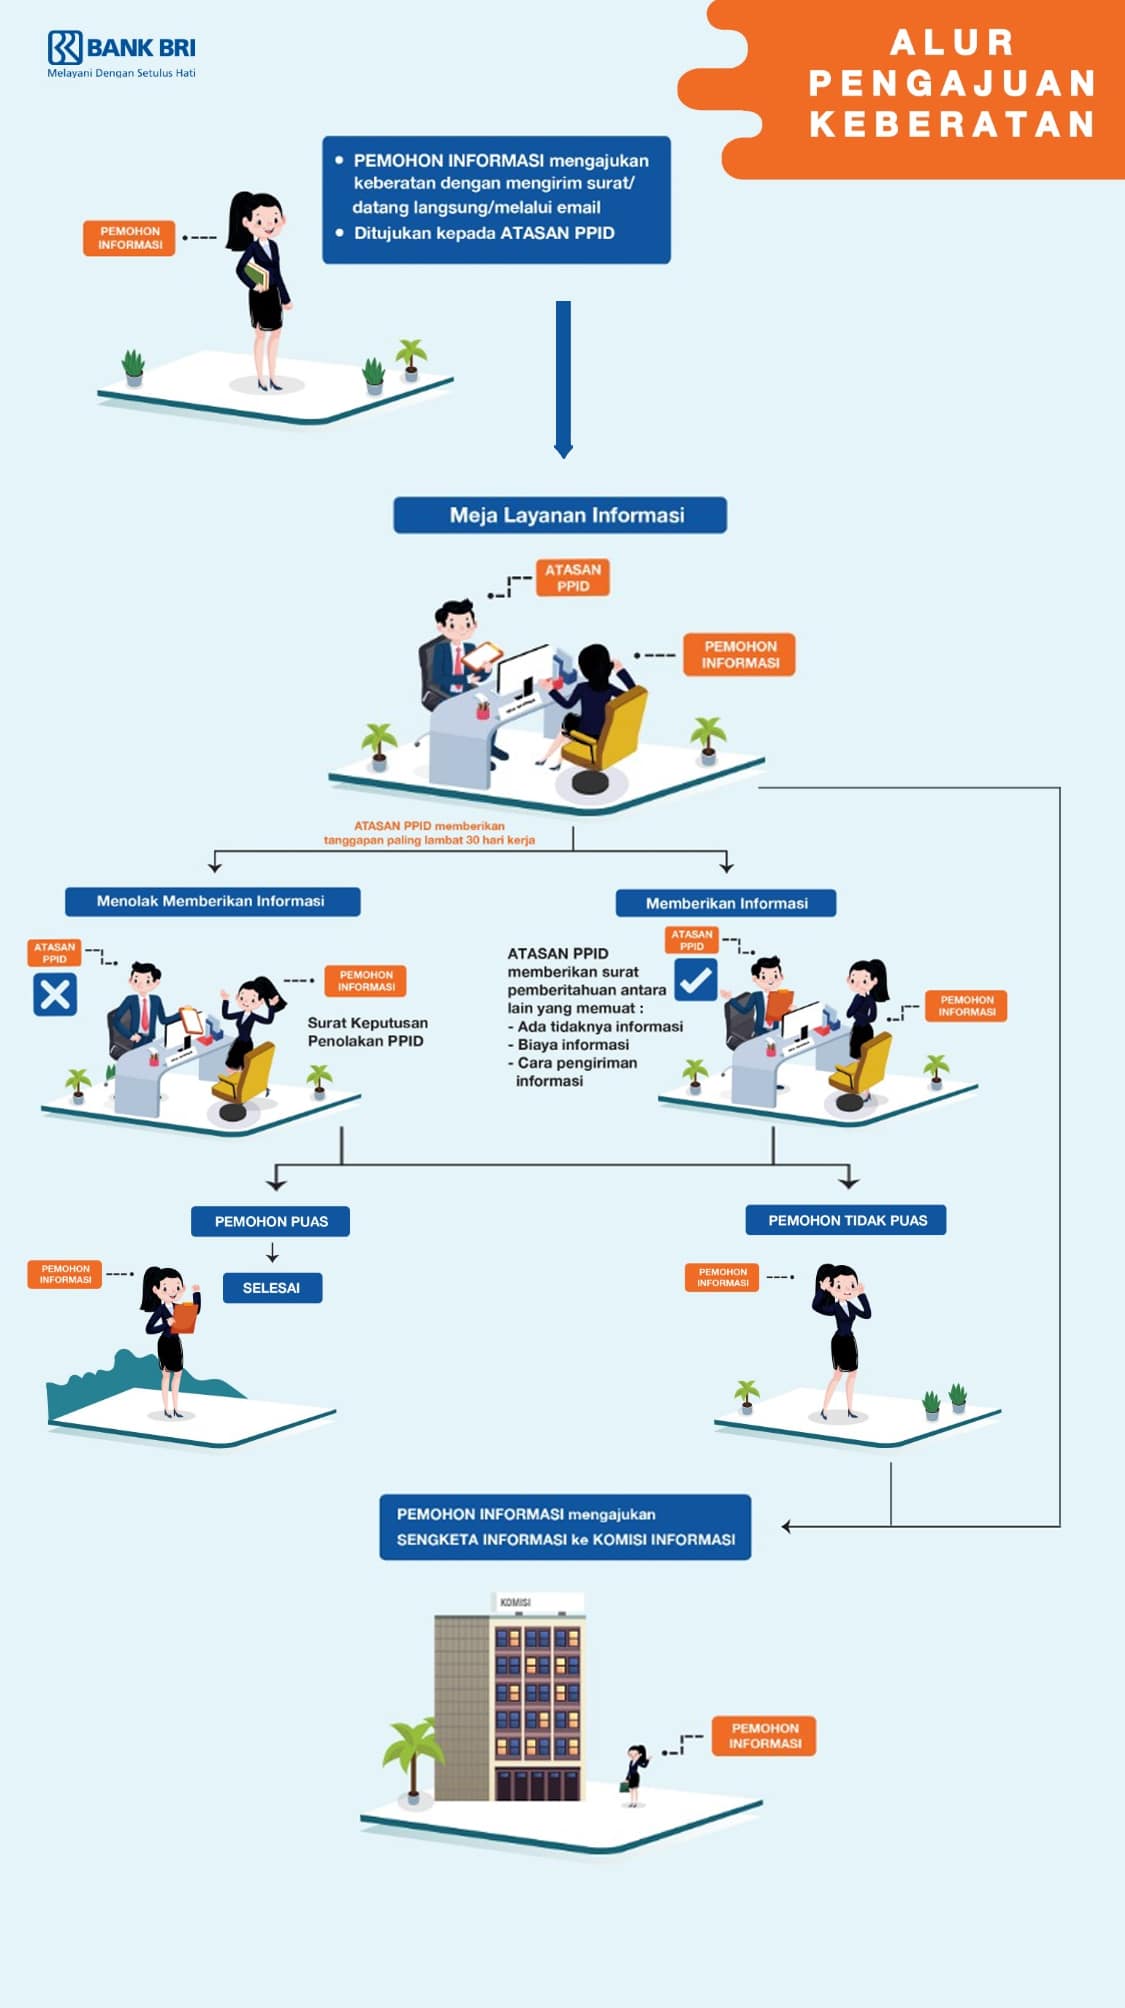 BANK BRI
Melayani Dengan Setulus Hati
ALUR
PENGAJUAN
KEBERATAN
• PEMOHON INFORMASI mengajukan
keberatan dengan mengirim surat/
datang langsung/melalui email
• Ditujukan kepada ATASAN PPID
PEMOHON
INFORMASI
Meja Layanan Informasi
ATASAN
PPID
PEMOHON
INFORMASI
ATASAN PPID memberikan
tanggapan paling lambat 30 hari kerja
Menolak Memberikan Informasi
ATASAN
PPID
PEMOHON
INFORMASI
Surat Keputusan
Penolakan PPID
Memberikan Informasi
ATASAN PPID
memberikan surat
pemberitahuan antara
lain yang memuat :
- Ada tidaknya informasi
- Biaya informasi
- Cara pengiriman
informasi
ATASAN
PPID
PEMOHON
INFORMASI
PEMOHON PUAS
SELESAI
PEMOHON
INFORMASI
PEMOHON TIDAK PUAS
PEMOHON
INFORMASI
PEMOHON INFORMASI mengajukan
SENGKETA INFORMASI ke KOMISI INFORMASI
KOMISI
PEMOHON
INFORMASI